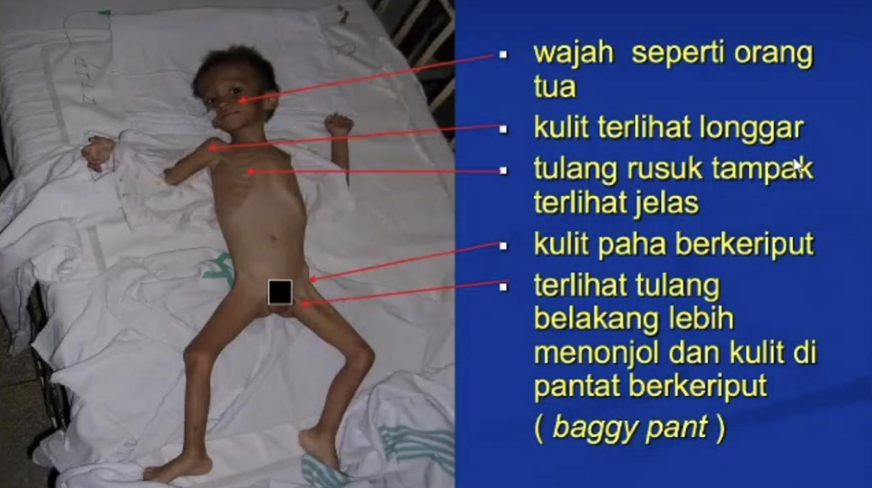 wajah seperti orang
tua
kulit terlihat longgar
tulang rusuk tampak
terlihat jelas
kulit paha berkeriput
terlihat tulang
belakang lebih
menonjol dan kulit di
pantat berkeriput
( baggy pant )